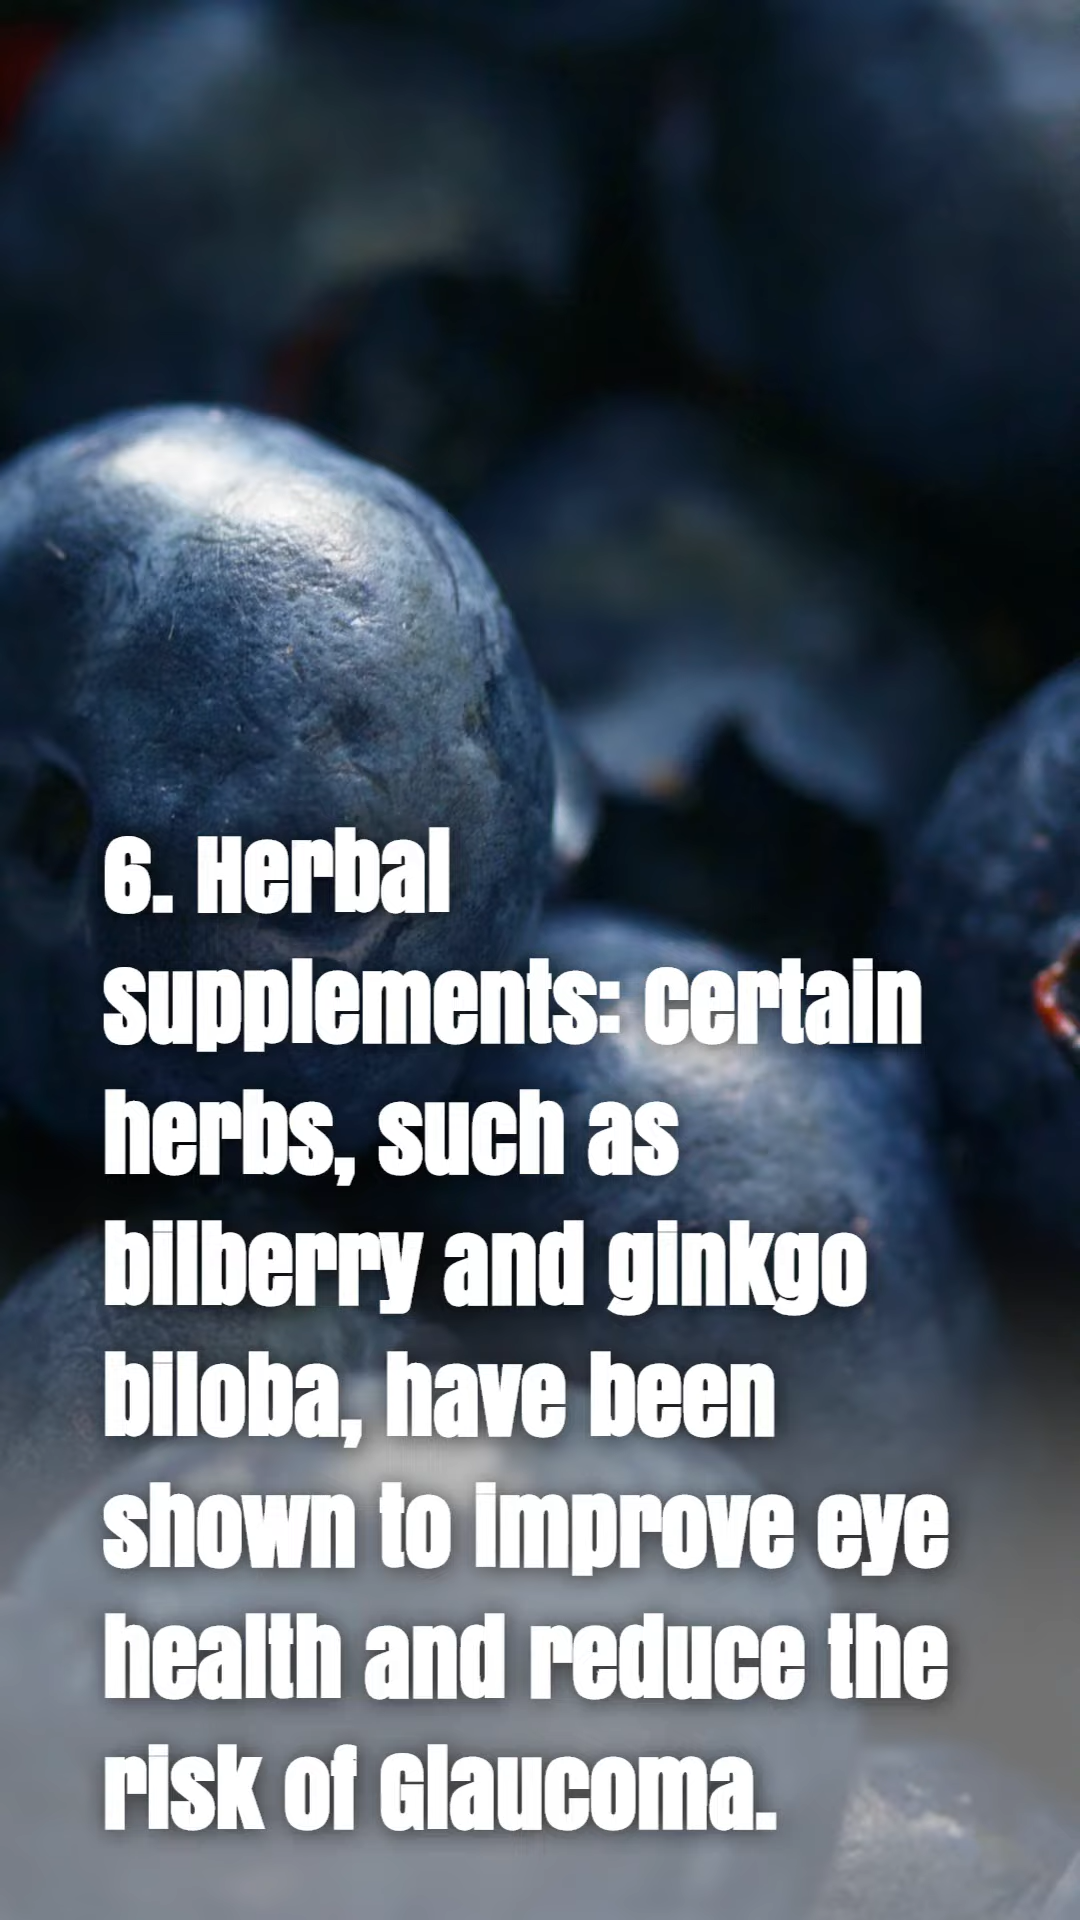 6. Herbal
Supplements: Certain
herbs, such as
bilberry and ginkgo
biloba, have been
shown to improve eye
health and reduce the
risk of Glaucoma.